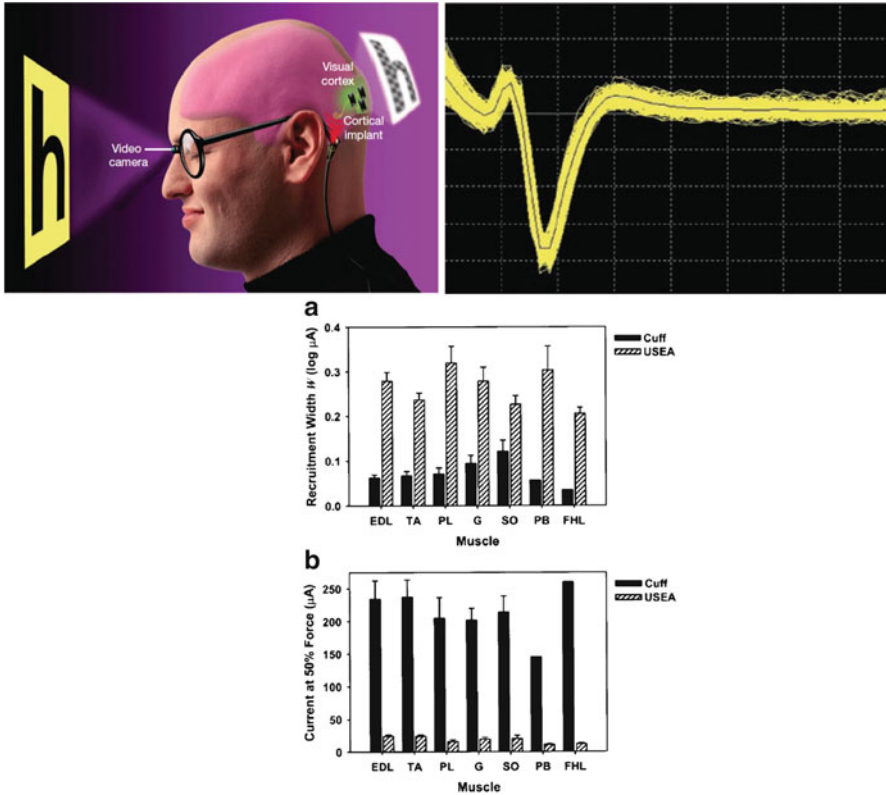 h
Video
camera
Visual
cortex
Cortical
implant
h
a
Recruitment Width W (log µA)
0.4
0.3
0.2
0.1
0.0
EDL TA PL G SO PB FHL
Muscle
Cuff
USEA
b
Current at 50% Force (µA)
250
200
150
100
50
0
EDL TA PL G SO PB FHL
Muscle
Cuff
USEA